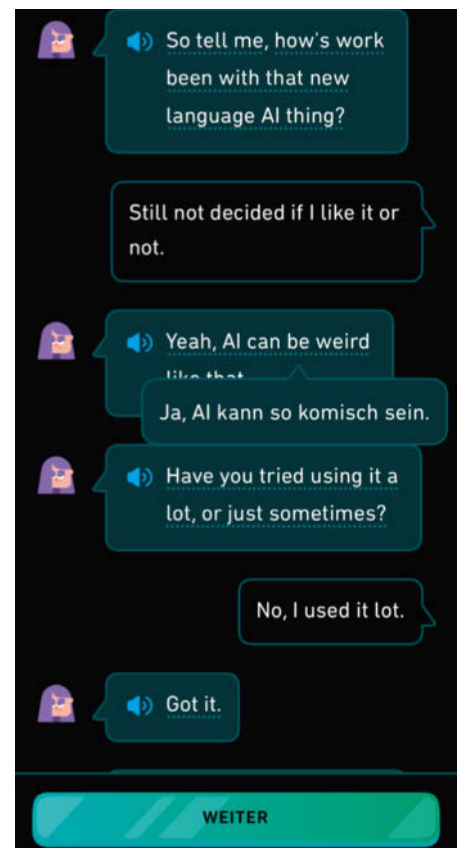 So tell me, how's work
been with that new
language AI thing?
Still not decided if I like it or
not.
Yeah, AI can be weird
like that
Ja, AI kann so komisch sein.
Have you tried using it a
lot, or just sometimes?
No, I used it lot.
Got it.
WEITER